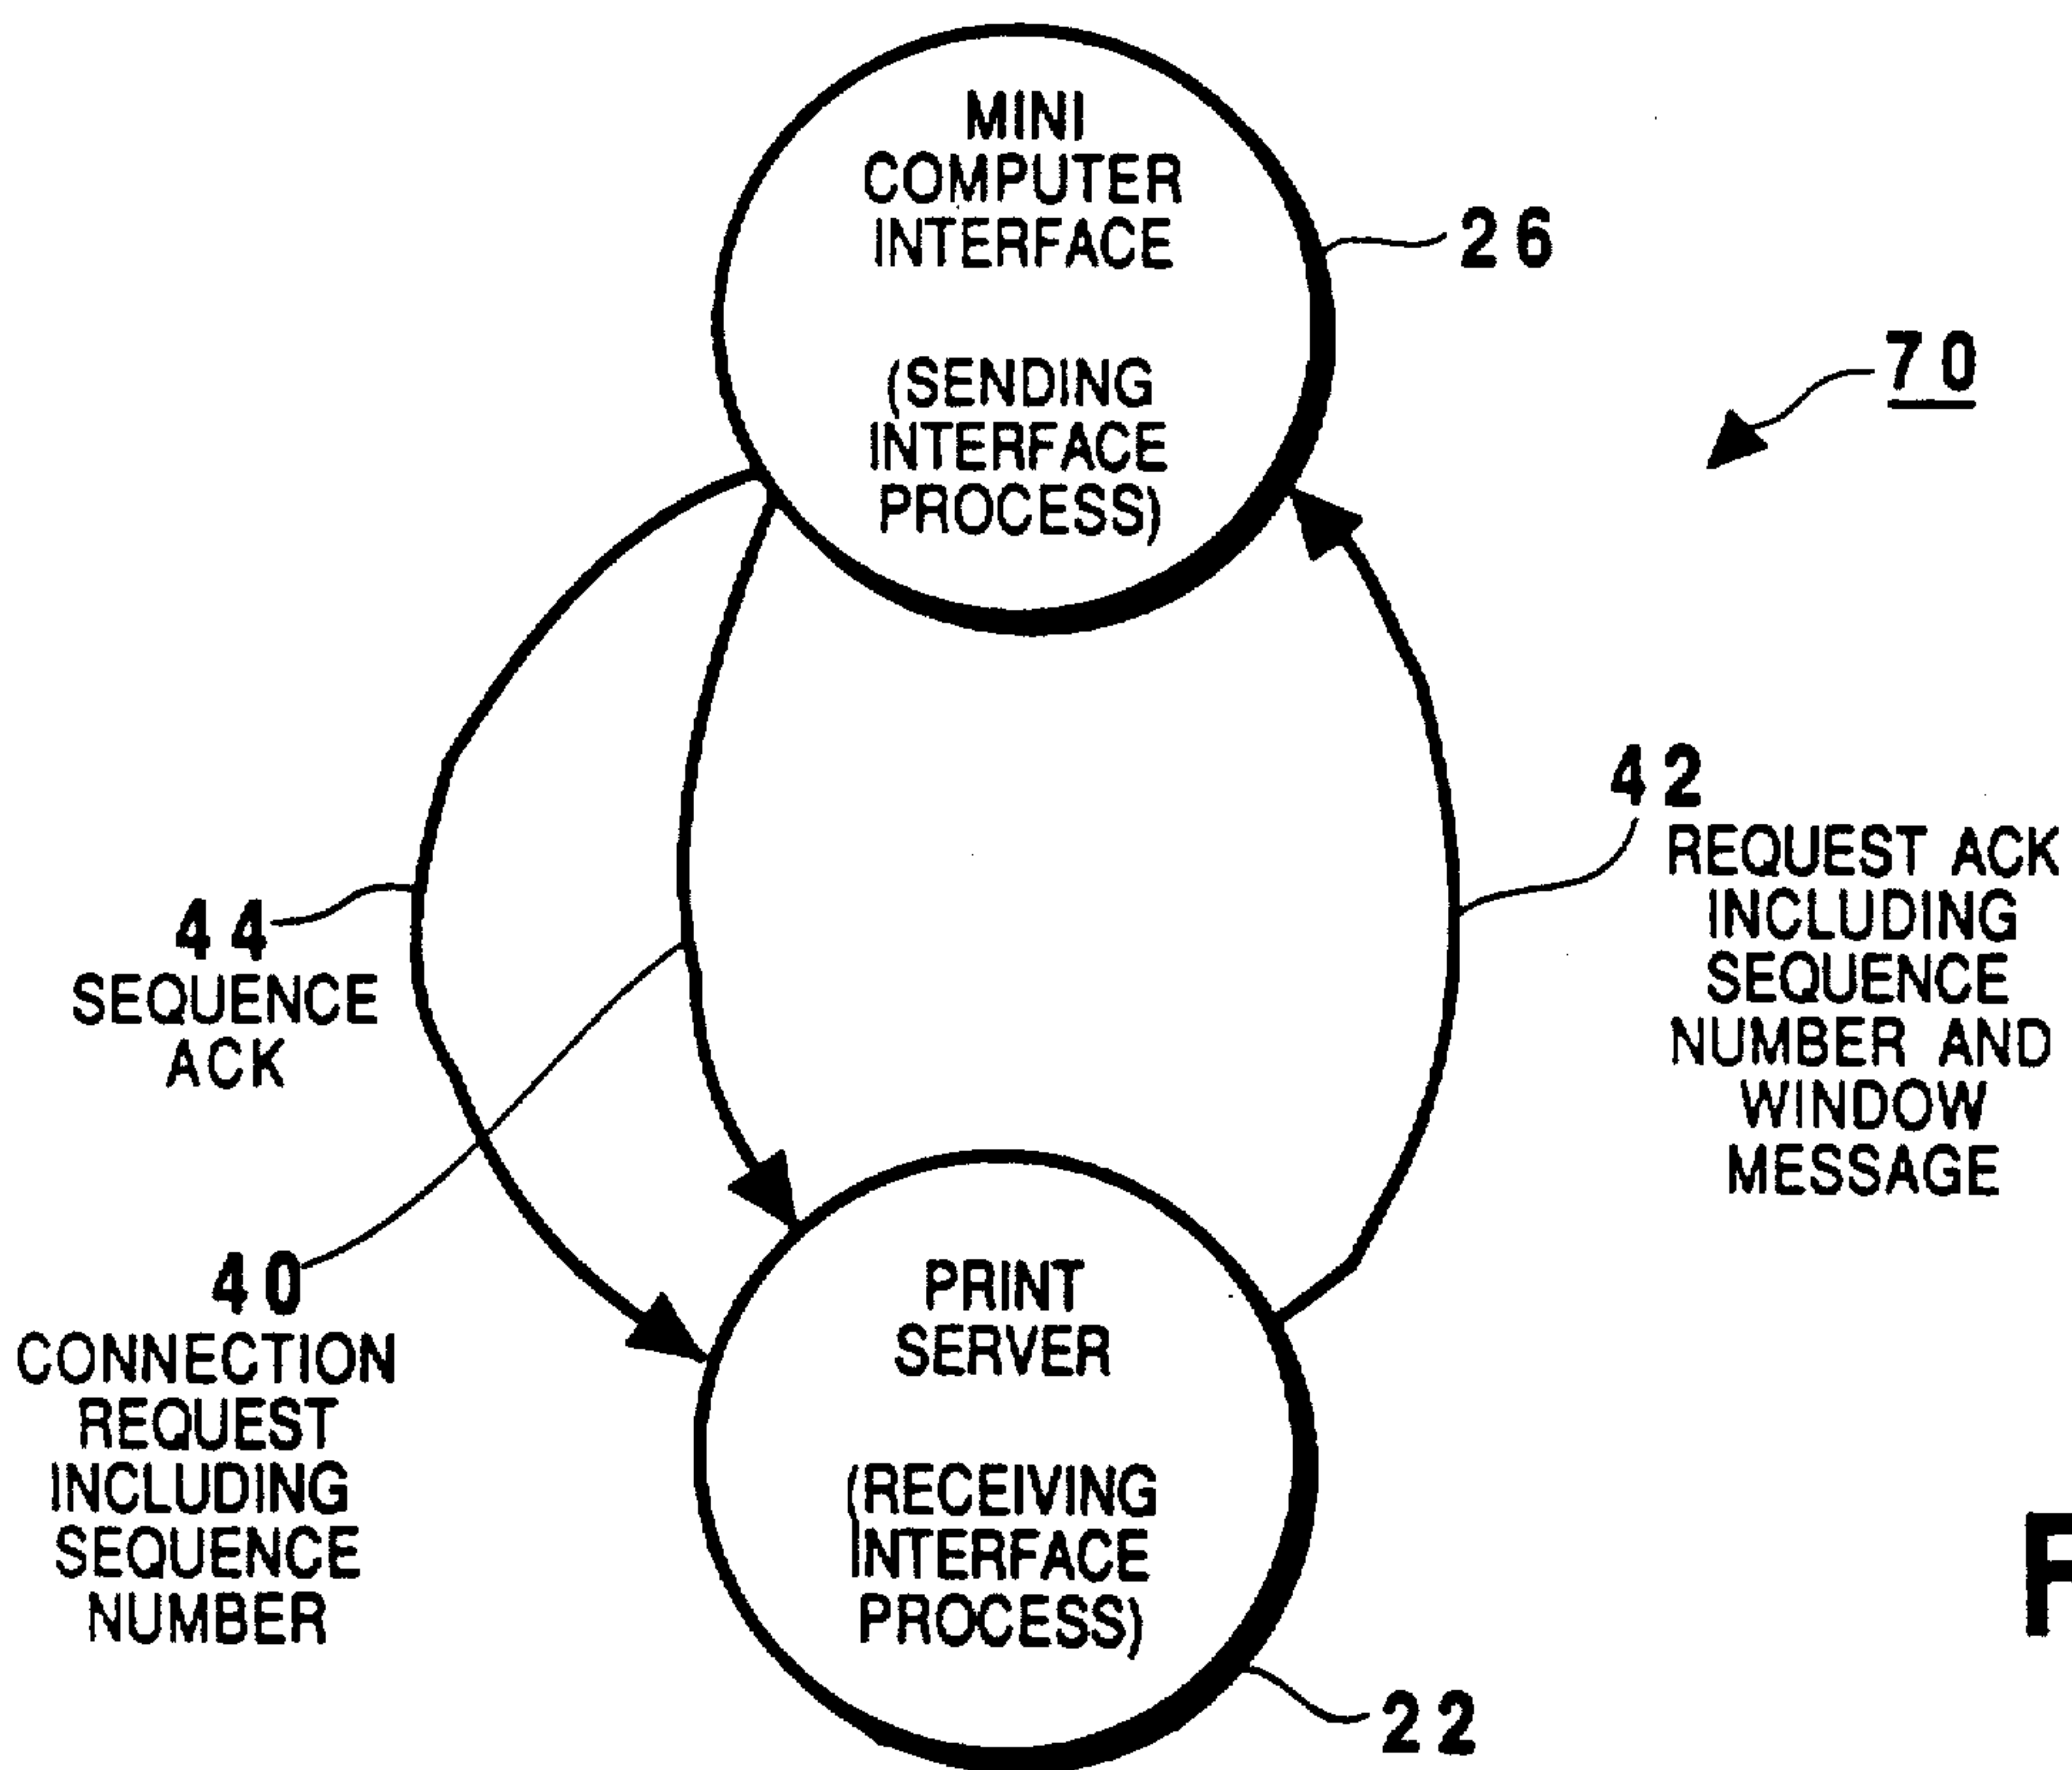 MINI
COMPUTER
INTERFACE
(SENDING
INTERFACE
PROCESS)
26
70
42
REQUEST ACK
INCLUDING
SEQUENCE
NUMBER AND
WINDOW
MESSAGE
44
SEQUENCE
ACK
40
CONNECTION
REQUEST
INCLUDING
SEQUENCE
NUMBER
PRINT
SERVER
(RECEIVING
INTERFACE
PROCESS)
22